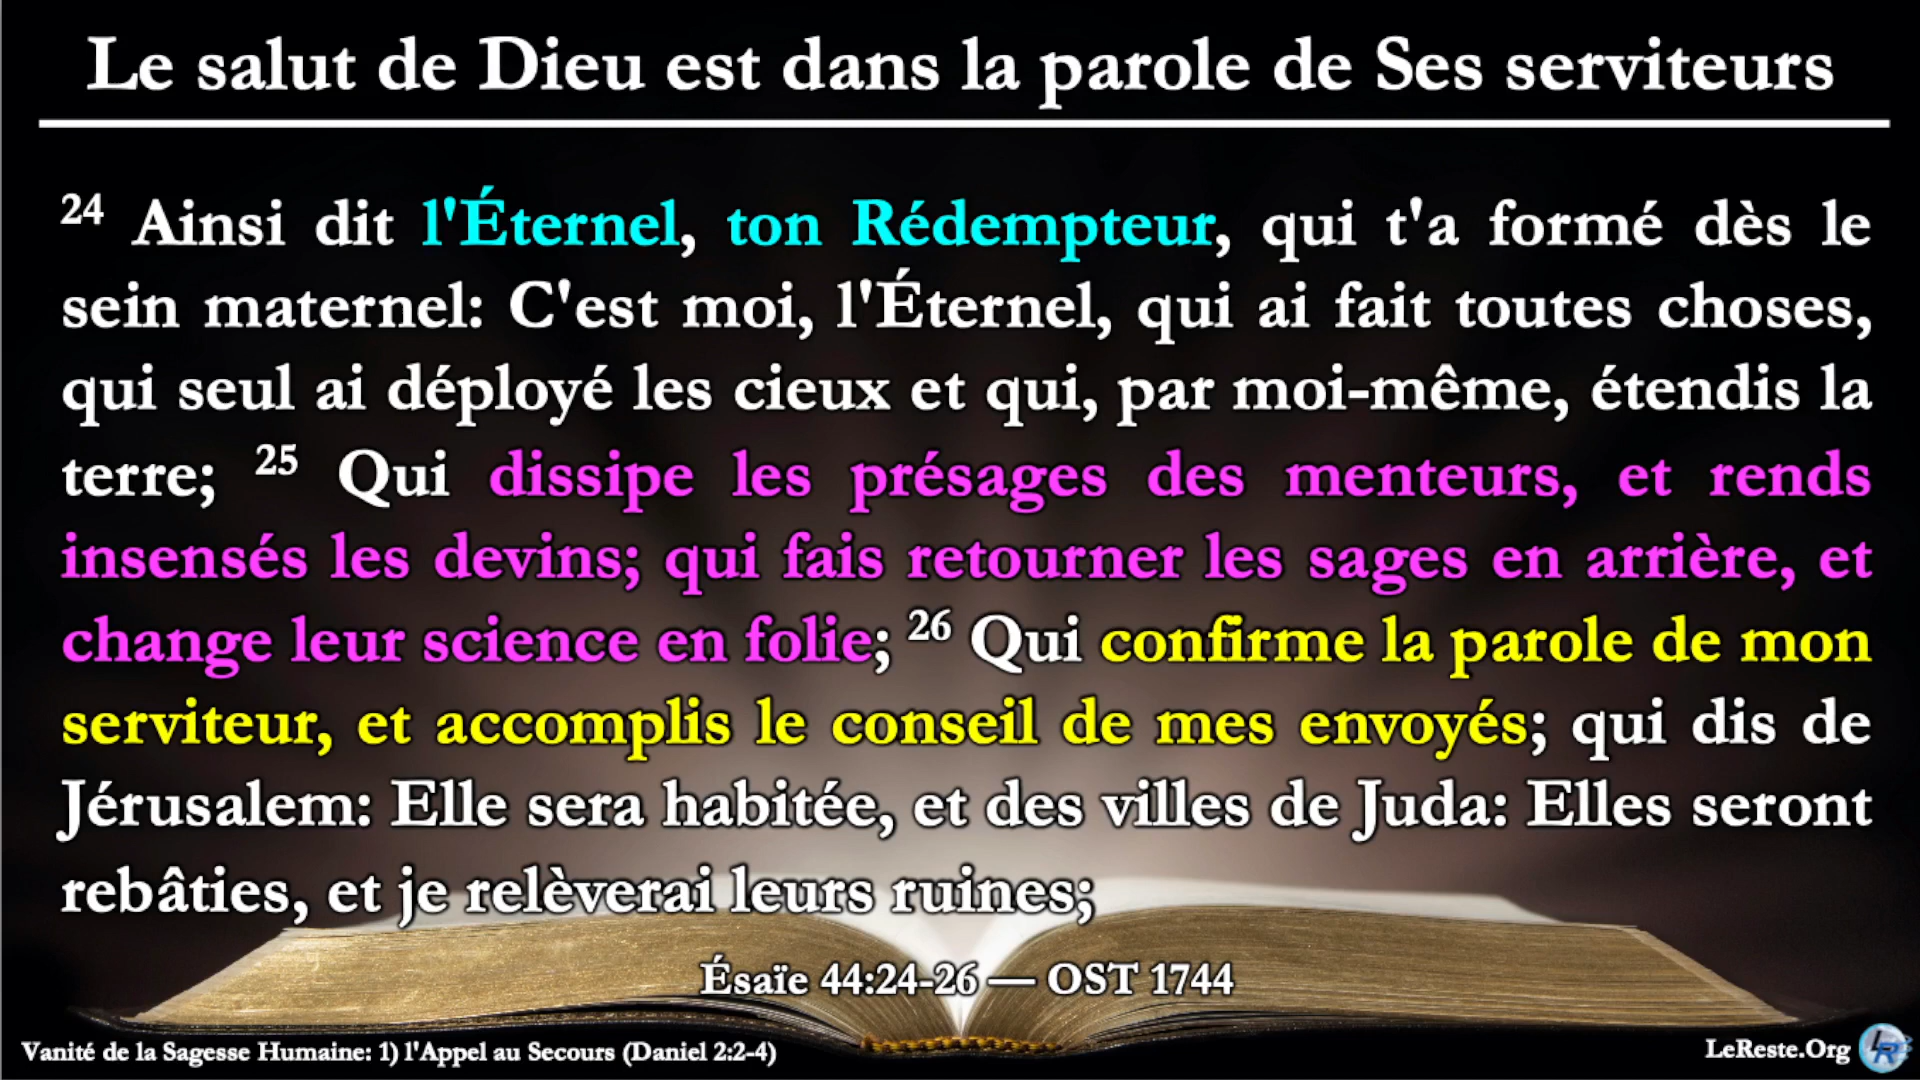 Le salut de Dieu est dans la parole de Ses serviteurs
24 Ainsi dit l'Éternel, ton Rédempteur, qui t'a formé dès le
sein maternel: C'est moi, l'Éternel, qui ai fait toutes choses,
qui seul ai déployé les cieux et qui, par moi-même, étendis la
terre; 25 Qui dissipe les présages des menteurs, et rends
insensés les devins; qui fais retourner les sages en arrière, et
change leur science en folie; 26 Qui confirme la parole de mon
serviteur, et accomplis le conseil de mes envoyés; qui dis de
Jérusalem: Elle sera habitée, et des villes de Juda: Elles seront
rebâties, et je relèverai leurs ruines;
Ésaïe 44:24-26 — OST 1744
Vanité de la Sagesse Humaine: 1) l'Appel au Secours (Daniel 2:2-4)
LeReste.Org LR